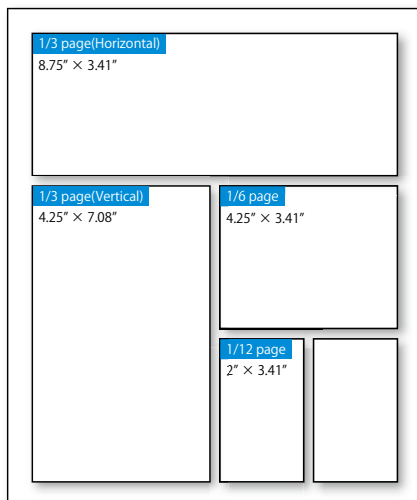 1/3 page(Horizontal)
8.75″ × 3.41″
1/3 page(Vertical)
4.25″ × 7.08″
1/6 page
4.25″ × 3.41″
1/12 page
2″ × 3.41″